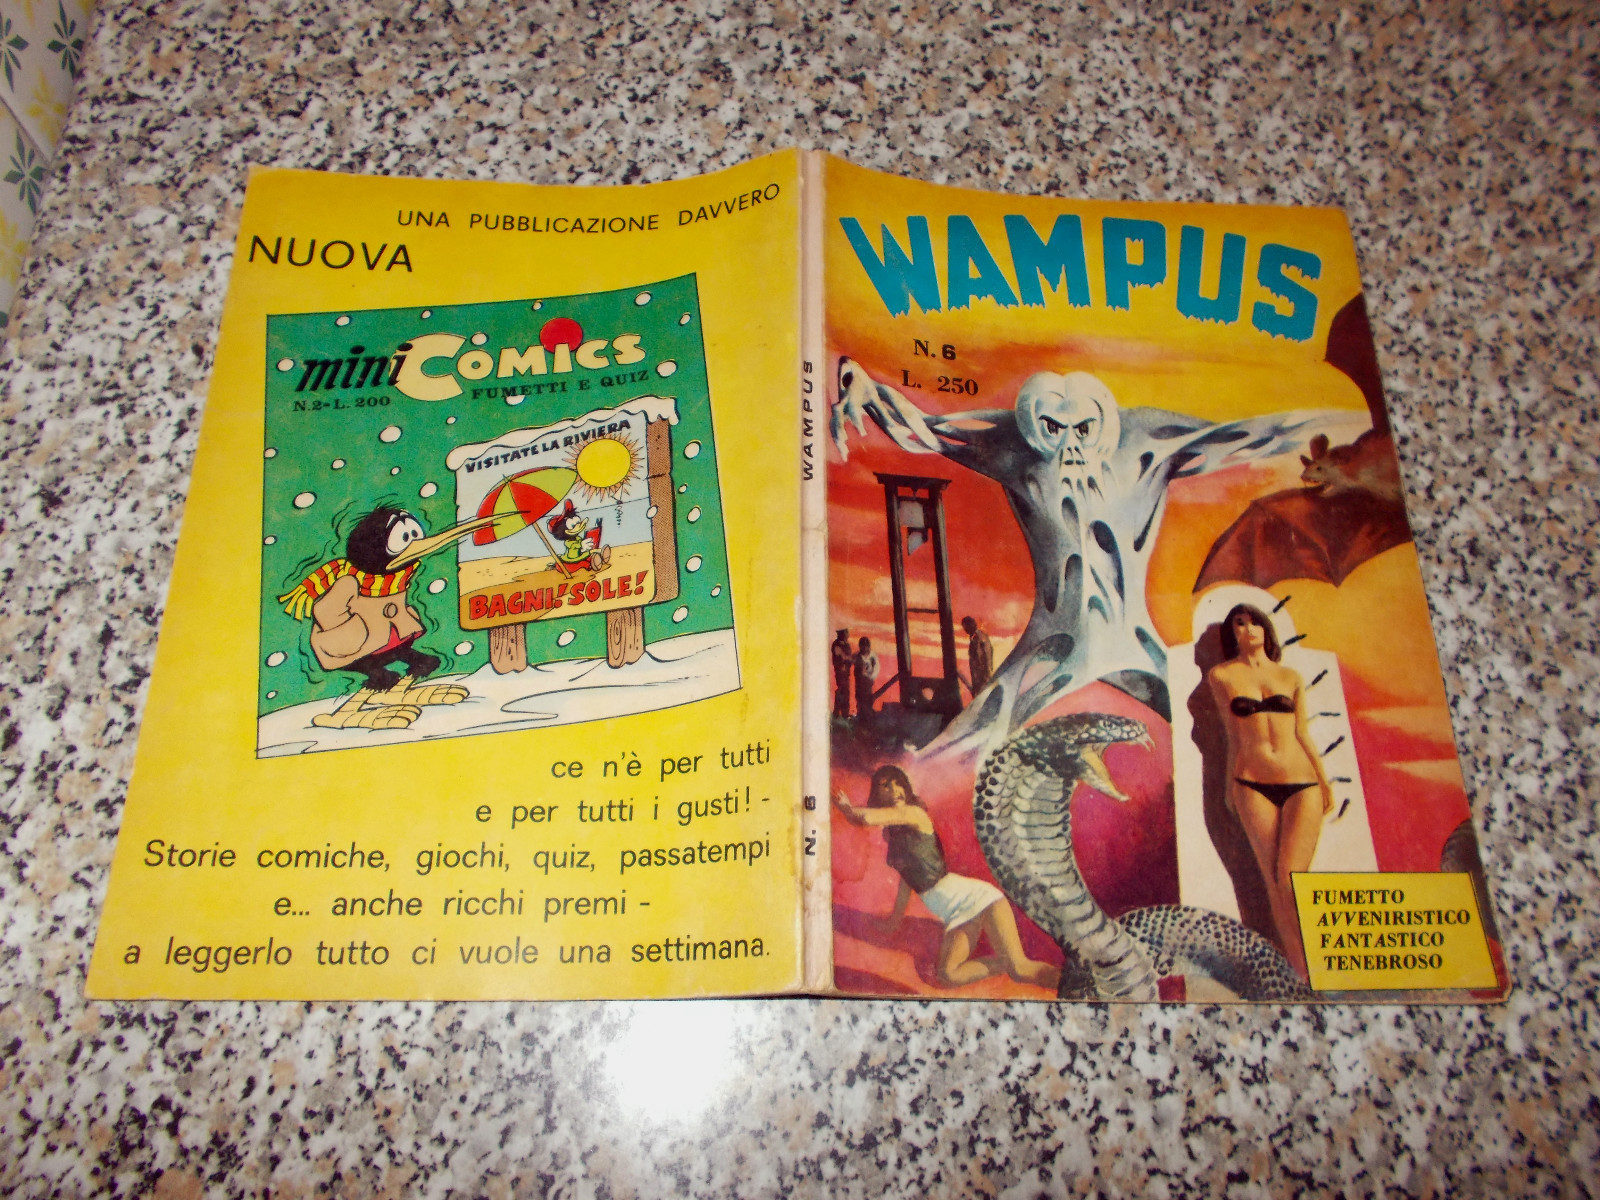 UNA PUBBLICAZIONE DAVVERO
NUOVA
mini COMICS
FUMETTI E QUIZ
N.2-L. 200
VISITATE LA RIVIERA
BAGNI! SOLE!
ce n'è per tutti
e per tutti i gusti! -
Storie comiche, giochi, quiz, passatempi
e... anche ricchi premi -
a leggerlo tutto ci vuole una settimana.
WAMPUS
N. 6
WAMPUS
N. 6
L. 250
FUMETTO
AVVENIRISTICO
FANTASTICO
TENEBROSO